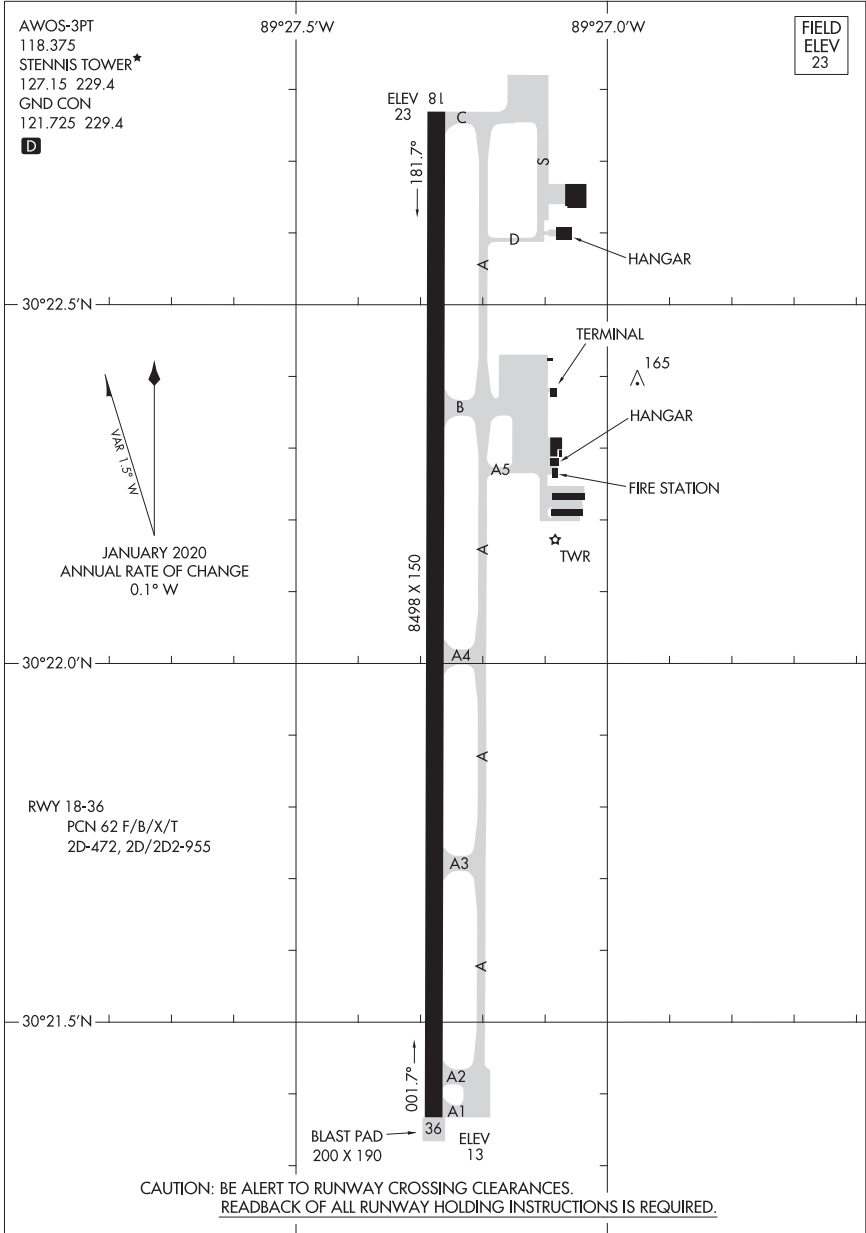 AWOS-3PT
118.375
STENNIS TOWER★
127.15 229.4
GND CON
121.725 229.4
D
89°27.5'W
89°27.0'W
FIELD
ELEV
23
ELEV
23
18
C
181.7°
S
D
HANGAR
A
30°22.5'N
TERMINAL
165
B
HANGAR
A5
FIRE STATION
VAR 1.5° W
TWR
A
JANUARY 2020
ANNUAL RATE OF CHANGE
0.1° W
8498 X 150
30°22.0'N
A4
A
RWY 18-36
PCN 62 F/B/X/T
2D-472, 2D/2D2-955
A3
A
30°21.5'N
001.7°
A2
A1
36
BLAST PAD
200 X 190
ELEV
13
CAUTION: BE ALERT TO RUNWAY CROSSING CLEARANCES.
READBACK OF ALL RUNWAY HOLDING INSTRUCTIONS IS REQUIRED.